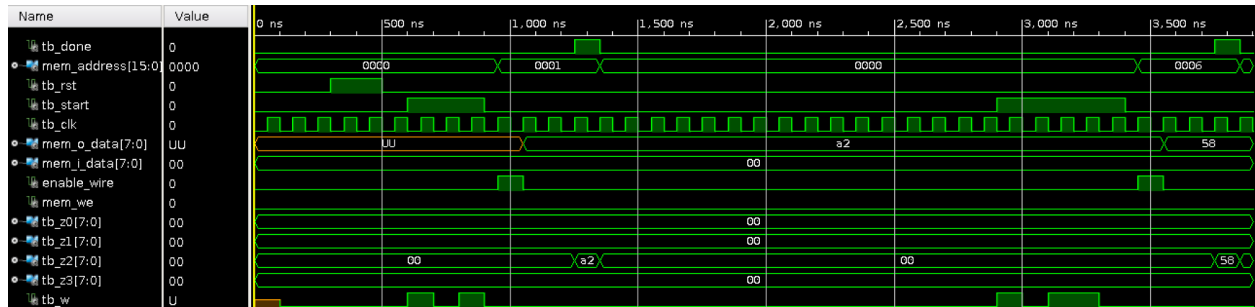 Name Value 0 ns 500 ns 1,000 ns 1,500 ns 2,000 ns 2,500 ns 3,000 ns 3,500 ns
tb_done 0
mem_address[15:0] 0000 0000 0001 0000 0006
tb_rst 0
tb_start 0
tb_clk 0
mem_o_data[7:0] UU UU a2 58
mem_i_data[7:0] 00 00
enable_wire 0
mem_we 0
tb_z0[7:0] 00 00
tb_z1[7:0] 00 00
tb_z2[7:0] 00 00 a2 00 58
tb_z3[7:0] 00 00
tb_w U